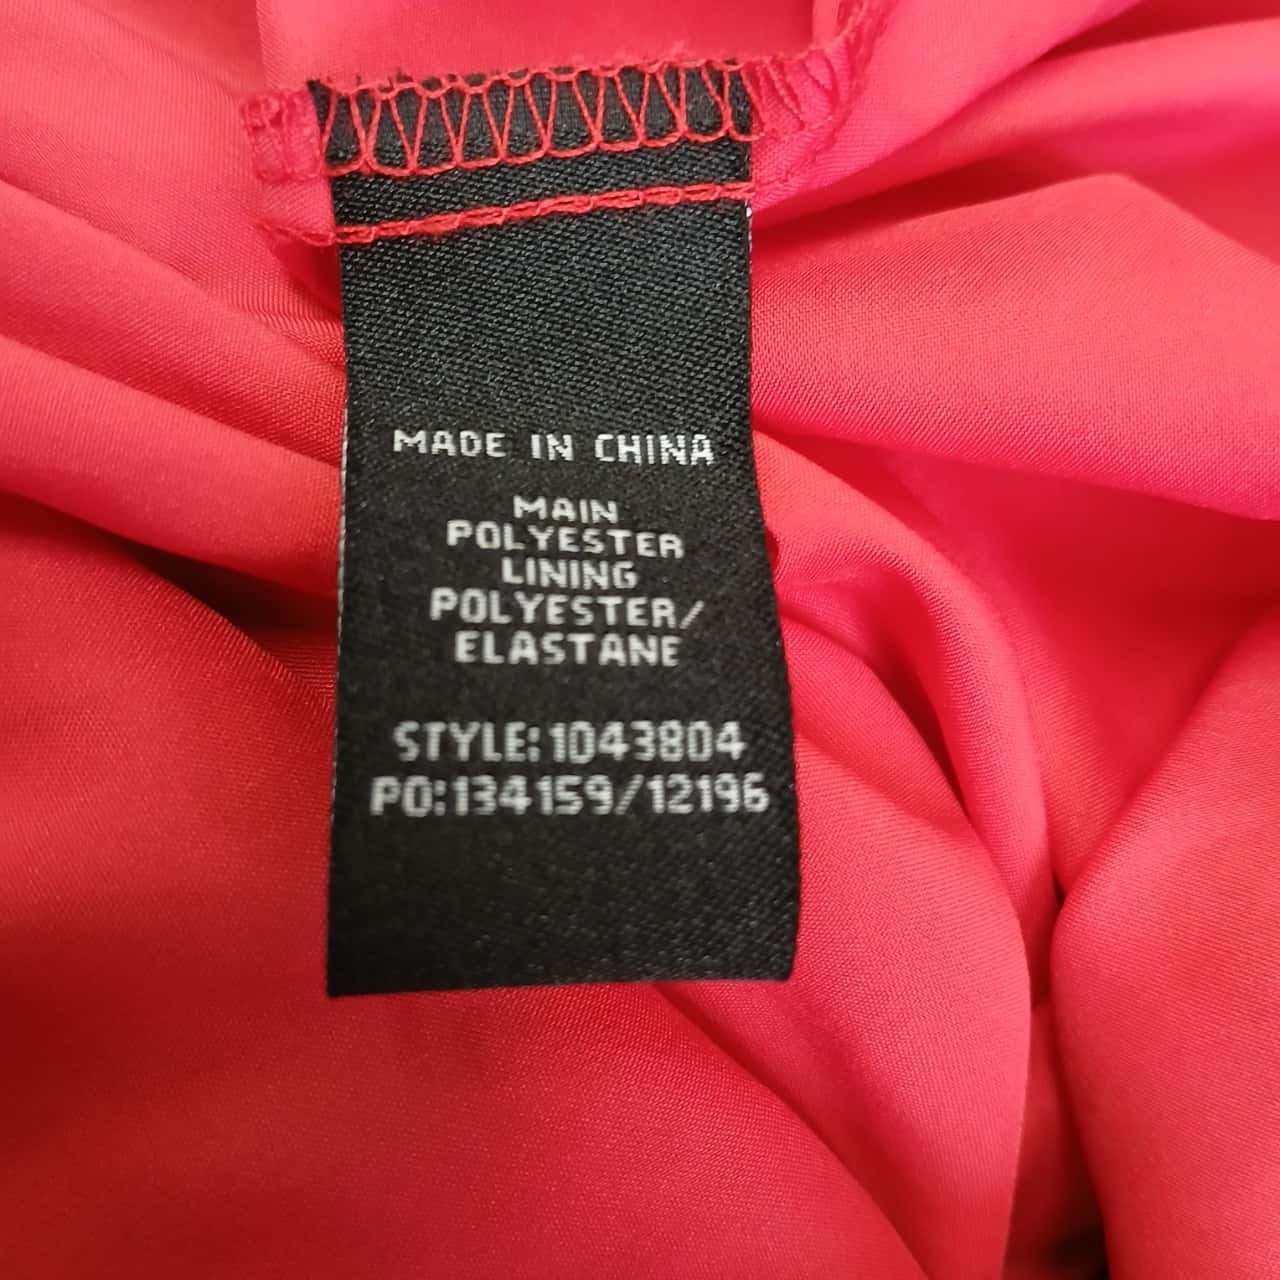 MADE IN CHINA
MAIN
POLYESTER
LINING
POLYESTER/
ELASTANE
STYLE:1043804
PO:134159/12196